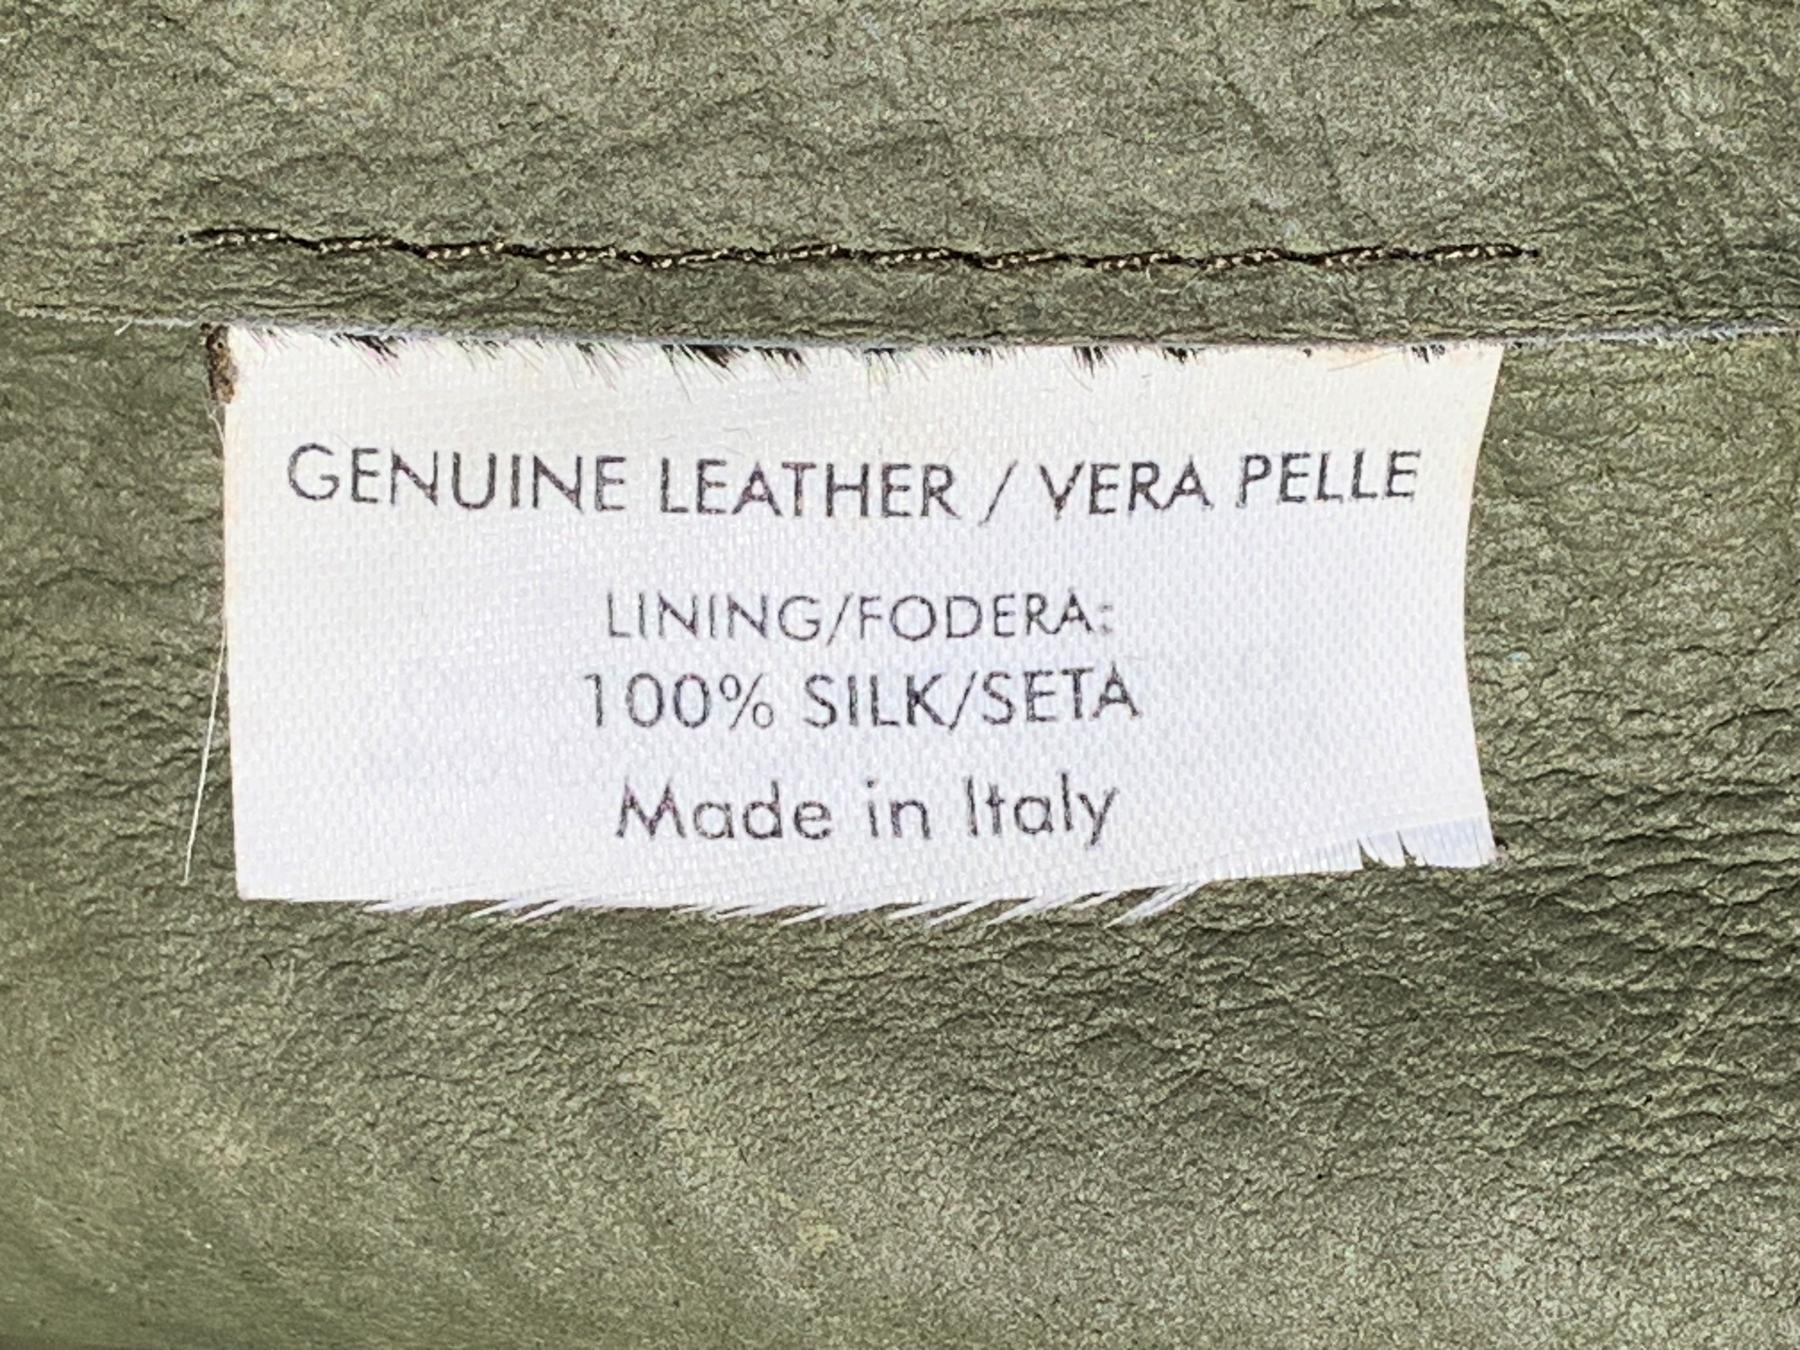 GENUINE LEATHER / VERA PELLE
LINING/FODERA:
100% SILK/SETA
Made in Italy